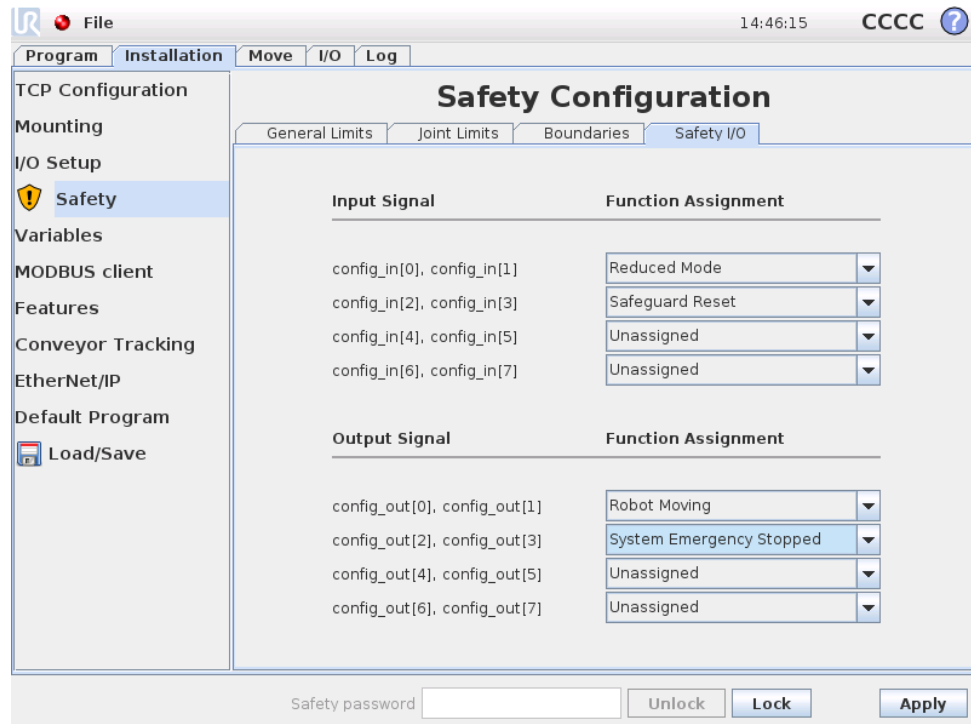 UR File 14:46:15 CCCC ?
Program Installation Move I/O Log
TCP Configuration
Mounting
I/O Setup
Safety
Variables
MODBUS client
Features
Conveyor Tracking
EtherNet/IP
Default Program
Load/Save
Safety Configuration
General Limits Joint Limits Boundaries Safety I/O
Input Signal Function Assignment
config_in[0], config_in[1] Reduced Mode
config_in[2], config_in[3] Safeguard Reset
config_in[4], config_in[5] Unassigned
config_in[6], config_in[7] Unassigned
Output Signal Function Assignment
config_out[0], config_out[1] Robot Moving
config_out[2], config_out[3] System Emergency Stopped
config_out[4], config_out[5] Unassigned
config_out[6], config_out[7] Unassigned
Safety password Unlock Lock Apply